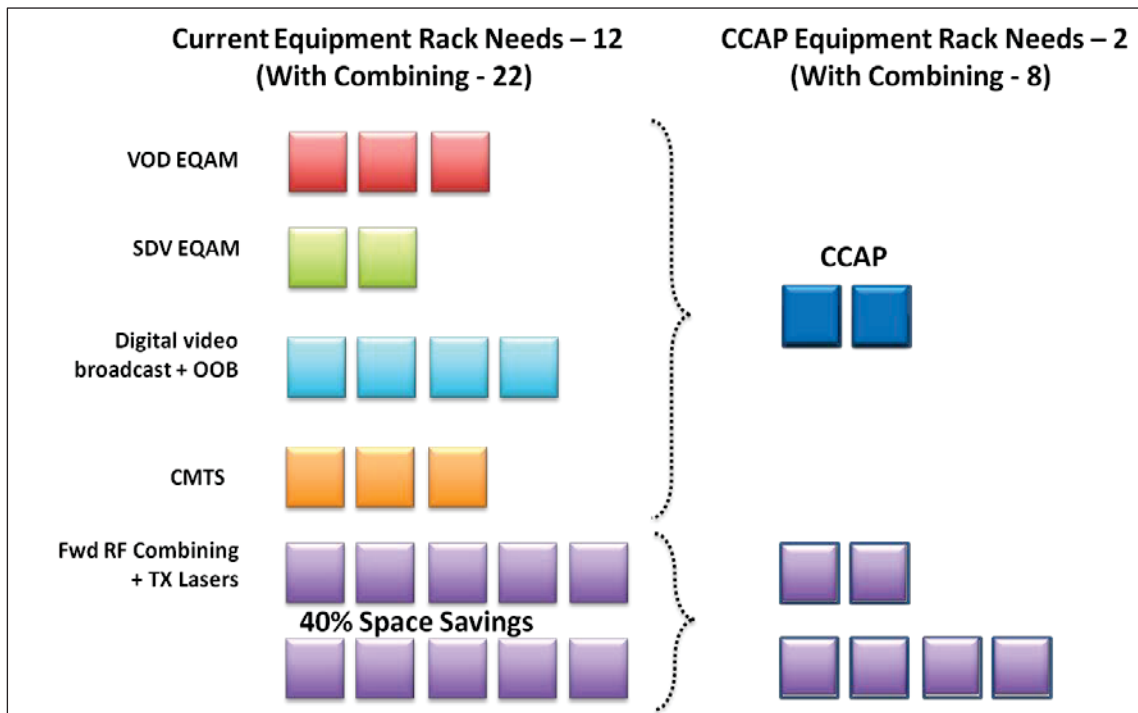 Current Equipment Rack Needs – 12
(With Combining - 22)
CCAP Equipment Rack Needs – 2
(With Combining - 8)
VOD EQAM
SDV EQAM
CCAP
Digital video
broadcast + OOB
CMTS
Fwd RF Combining
+ TX Lasers
40% Space Savings